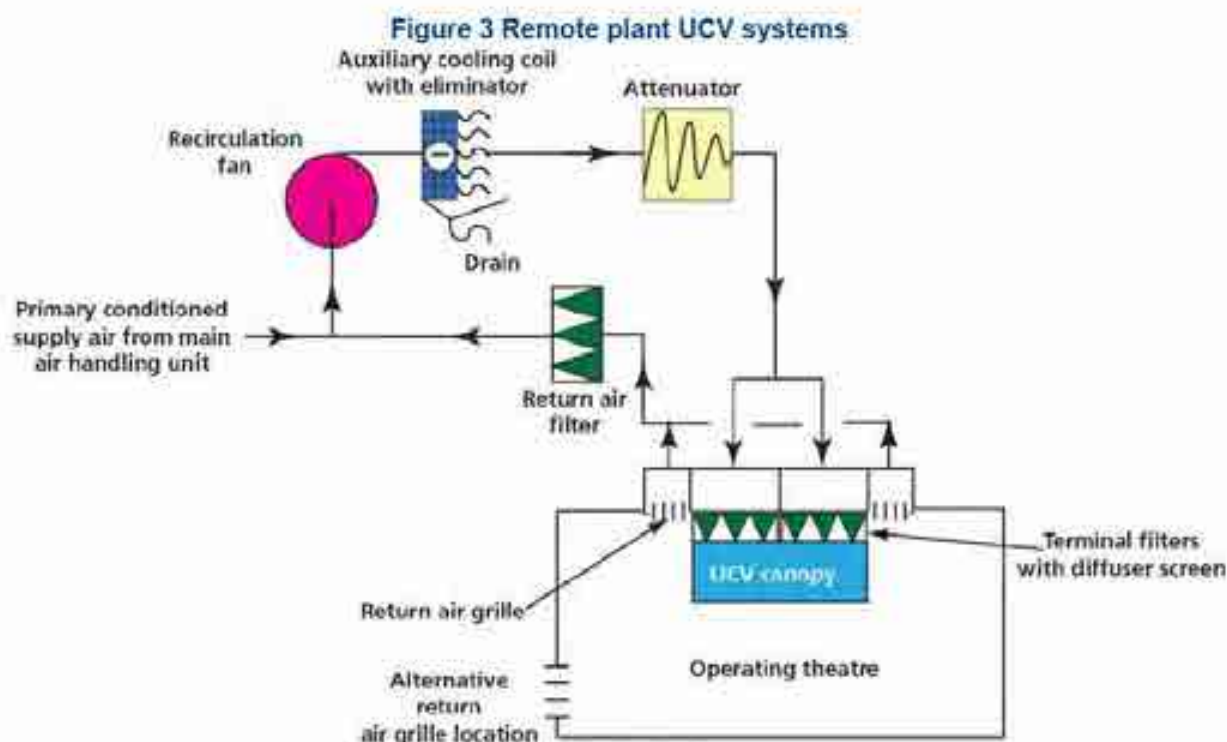 Figure 3 Remote plant UCV systems
Auxiliary cooling coil
with eliminator
Attenuator
Recirculation
fan
Drain
Primary conditioned
supply air from main
air handling unit
Return air
filter
Terminal filters
with diffuser screen
UCV canopy
Return air grille
Operating theatre
Alternative
return
air grille location